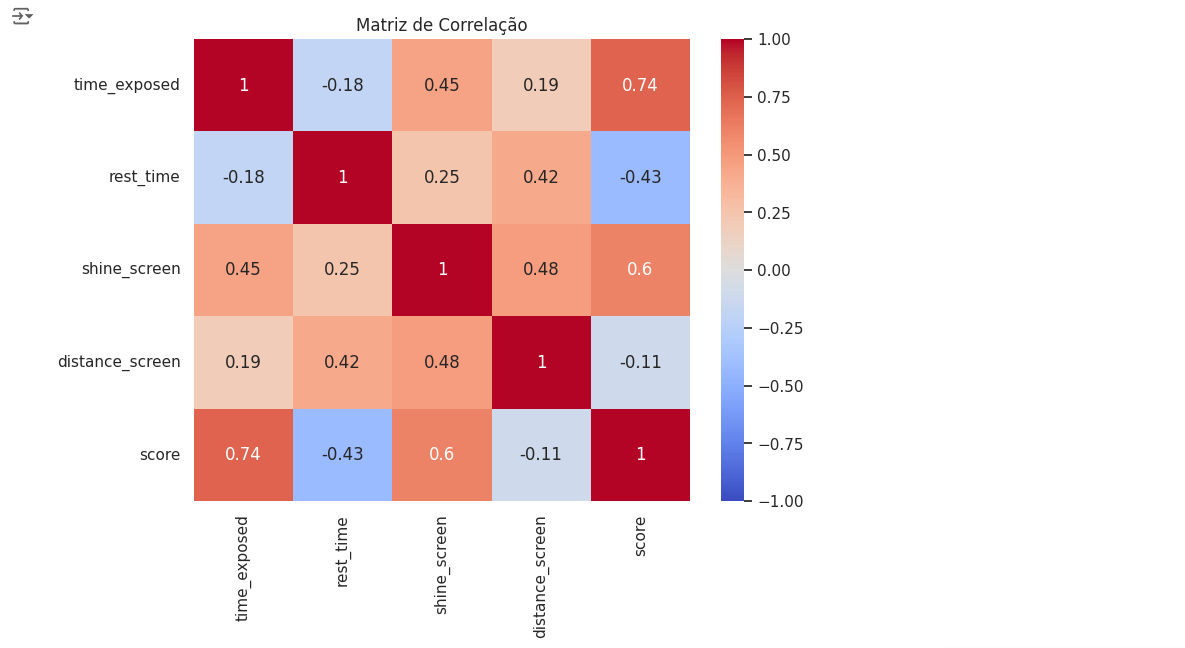 Matriz de Correlação
time_exposed 1 -0.18 0.45 0.19 0.74
rest_time -0.18 1 0.25 0.42 -0.43
shine_screen 0.45 0.25 1 0.48 0.6
distance_screen 0.19 0.42 0.48 1 -0.11
score 0.74 -0.43 0.6 -0.11 1
time_exposed
rest_time
shine_screen
distance_screen
score
1.00
0.75
0.50
0.25
0.00
−0.25
−0.50
−0.75
−1.00